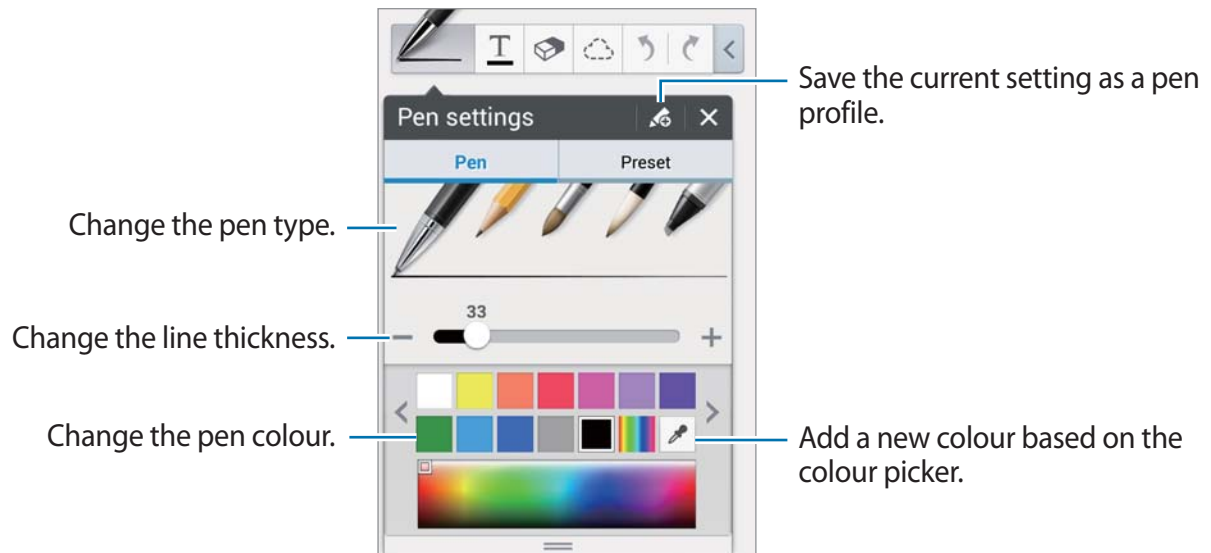 T
Save the current setting as a pen
profile.
Pen settings
Pen
Preset
Change the pen type.
33
Change the line thickness.
Change the pen colour.
Add a new colour based on the
colour picker.